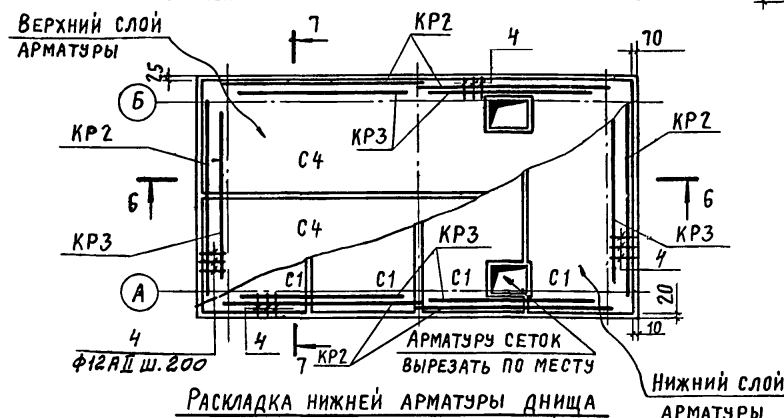 ВЕРХНИЙ СЛОЙ
АРМАТУРЫ
7
КР2
4
70
25
Б
КР2
КР3
КР2
С4
6
6
С4
КР3
КР3
КР3
4
С1
С1
С1
С1
А
20
10
4
4
Ф12АII Ш.200
7
КР2
АРМАТУРУ СЕТОК
ВЫРЕЗАТЬ ПО МЕСТУ
НИЖНИЙ СЛОЙ
АРМАТУРЫ
РАСКЛАДКА НИЖНЕЙ АРМАТУРЫ ДНИЩА